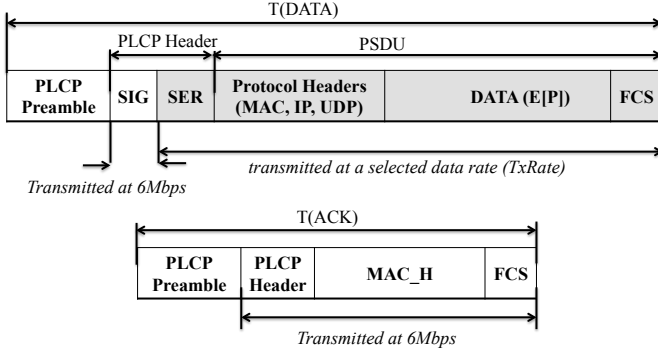 T(DATA)
PLCP Header
PSDU
PLCP
Preamble
SIG
SER
Protocol Headers
(MAC, IP, UDP)
DATA (E[P])
FCS
transmitted at a selected data rate (TxRate)
Transmitted at 6Mbps
T(ACK)
PLCP
Preamble
PLCP
Header
MAC_H
FCS
Transmitted at 6Mbps